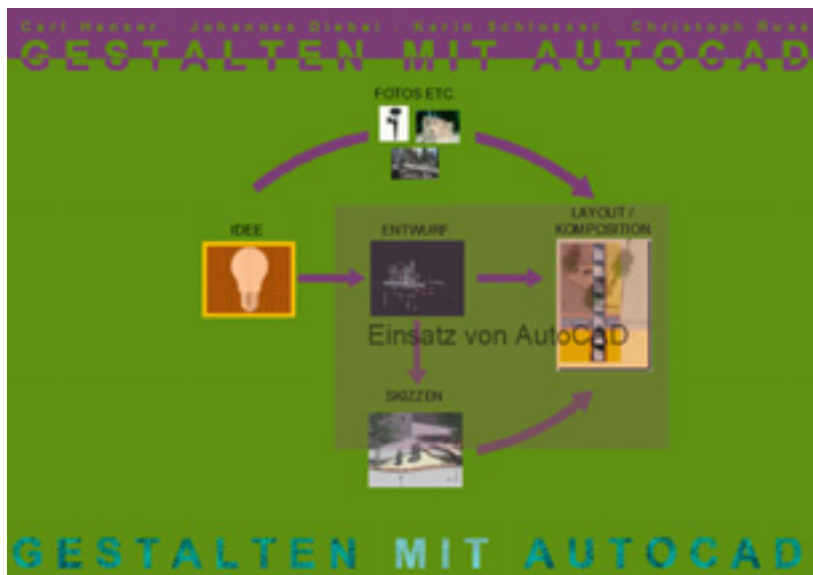 Carl Hanser . Johannes Diebel . Karin Schlosser . Christoph Russ
GESTALTEN MIT AUTOCAD
FOTOS ETC.
IDEE
ENTWURF
LAYOUT /
KOMPOSITION
Einsatz von AutoCAD
SKIZZEN
GESTALTEN MIT AUTOCAD